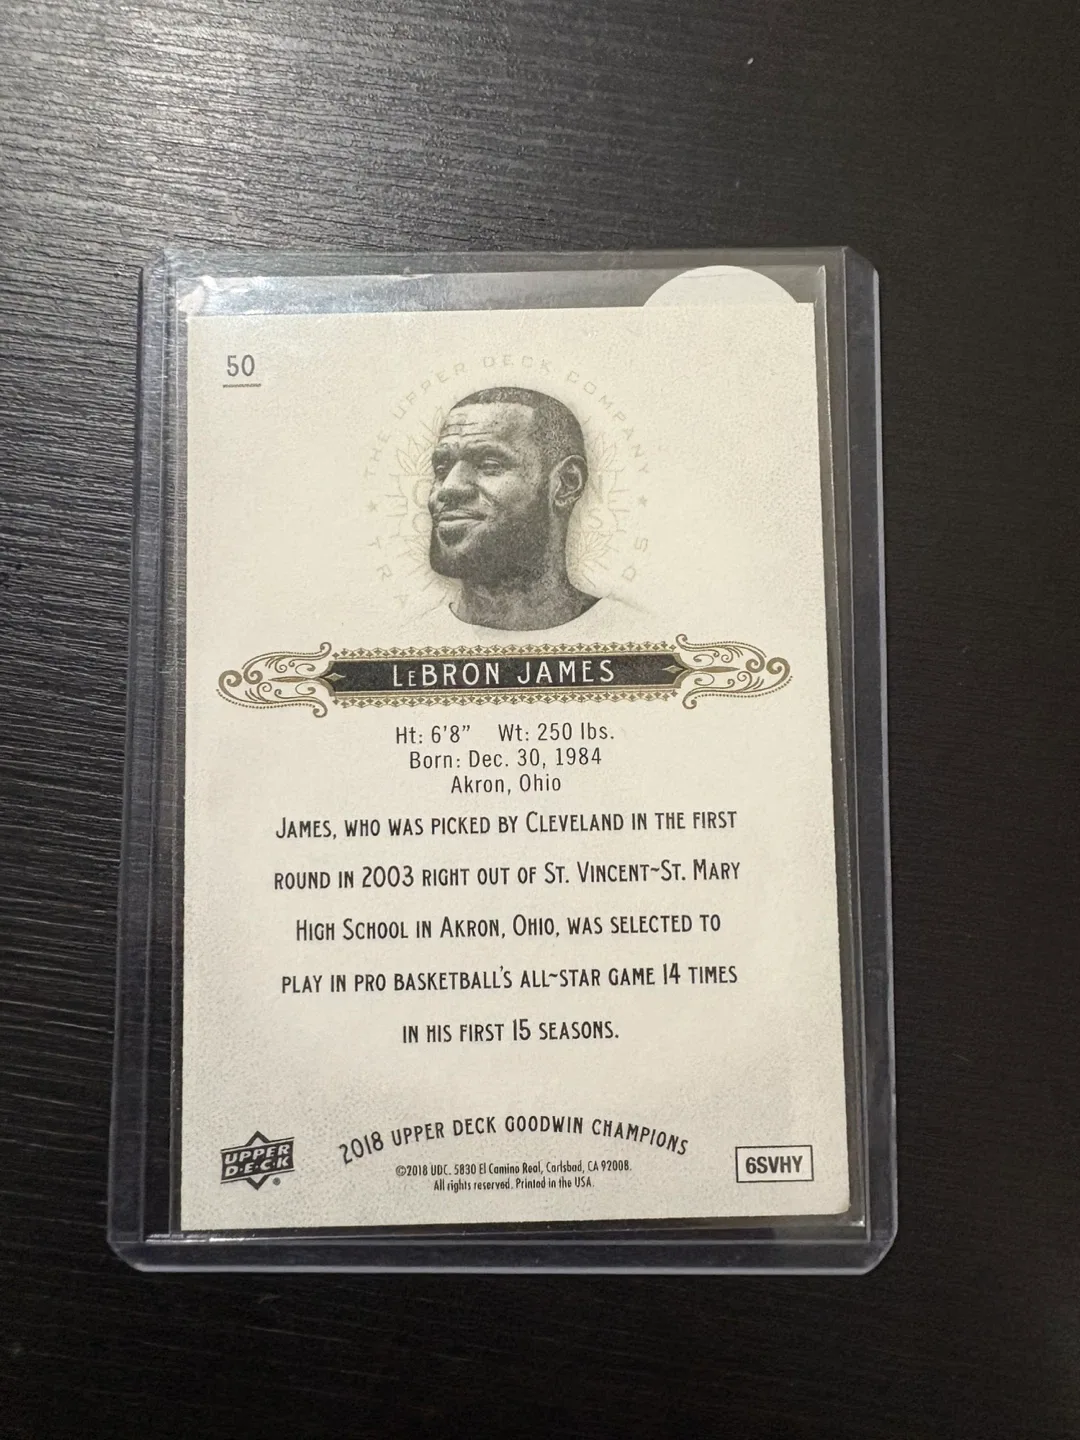 50
THE UPPER DECK COMPANY
LeBRON JAMES
Ht: 6'8" Wt: 250 lbs.
Born: Dec. 30, 1984
Akron, Ohio
JAMES, WHO WAS PICKED BY CLEVELAND IN THE FIRST
ROUND IN 2003 RIGHT OUT OF ST. VINCENT~ST. MARY
HIGH SCHOOL IN AKRON, OHIO, WAS SELECTED TO
PLAY IN PRO BASKETBALL'S ALL~STAR GAME 14 TIMES
IN HIS FIRST 15 SEASONS.
2018 UPPER DECK GOODWIN CHAMPIONS
UPPER
D·E·C·K
©2018 UDC. 5830 El Camino Real, Carlsbad, CA 92008.
All rights reserved. Printed in the USA.
6SVHY